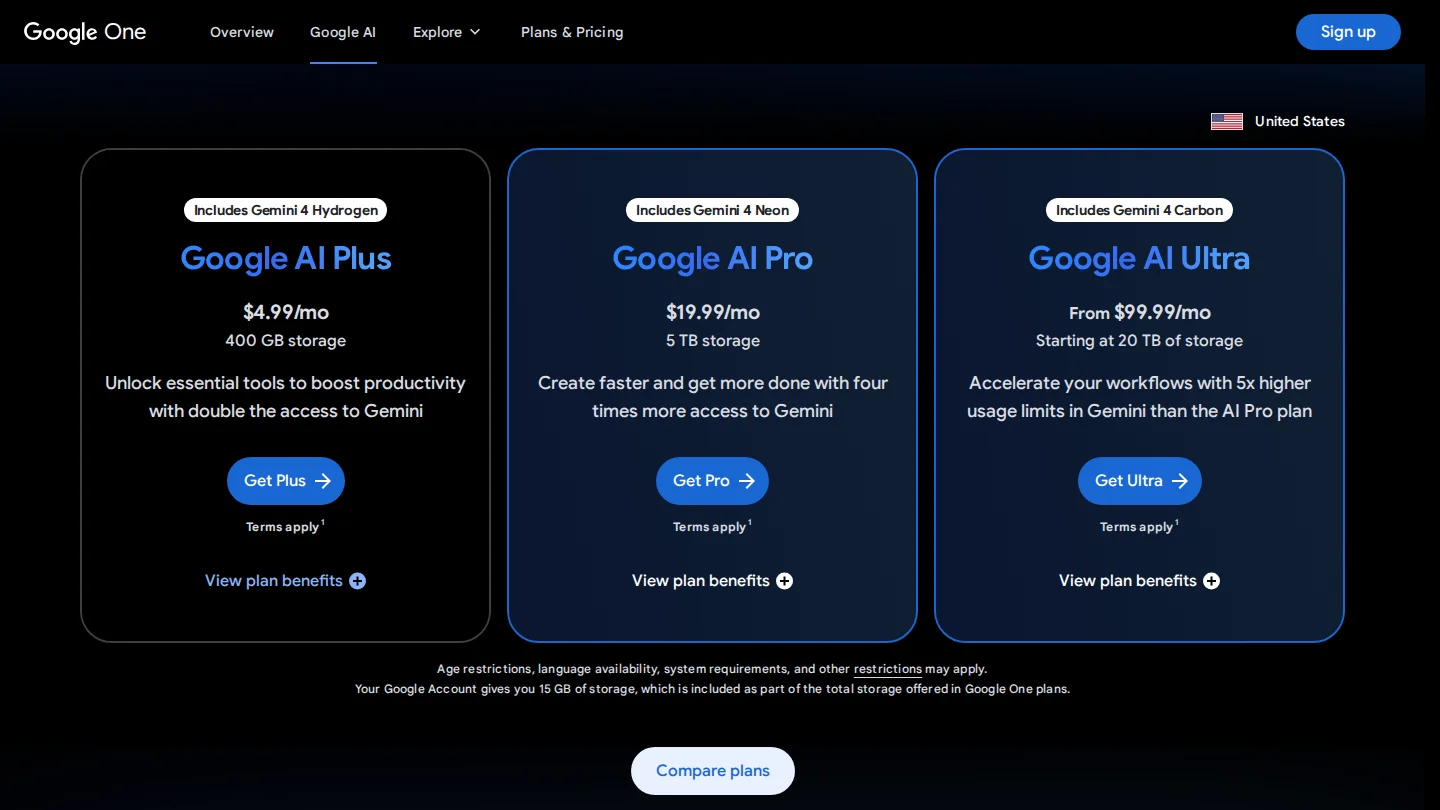 Google One
Overview
Google AI
Explore
Plans & Pricing
Sign up
United States
Includes Gemini 4 Hydrogen
Google AI Plus
$4.99/mo
400 GB storage
Unlock essential tools to boost productivity
with double the access to Gemini
Get Plus
Terms apply 1
View plan benefits
Includes Gemini 4 Neon
Google AI Pro
$19.99/mo
5 TB storage
Create faster and get more done with four
times more access to Gemini
Get Pro
Terms apply 1
View plan benefits
Includes Gemini 4 Carbon
Google AI Ultra
From $99.99/mo
Starting at 20 TB of storage
Accelerate your workflows with 5x higher
usage limits in Gemini than the AI Pro plan
Get Ultra
Terms apply 1
View plan benefits
Age restrictions, language availability, system requirements, and other restrictions may apply.
Your Google Account gives you 15 GB of storage, which is included as part of the total storage offered in Google One plans.
Compare plans